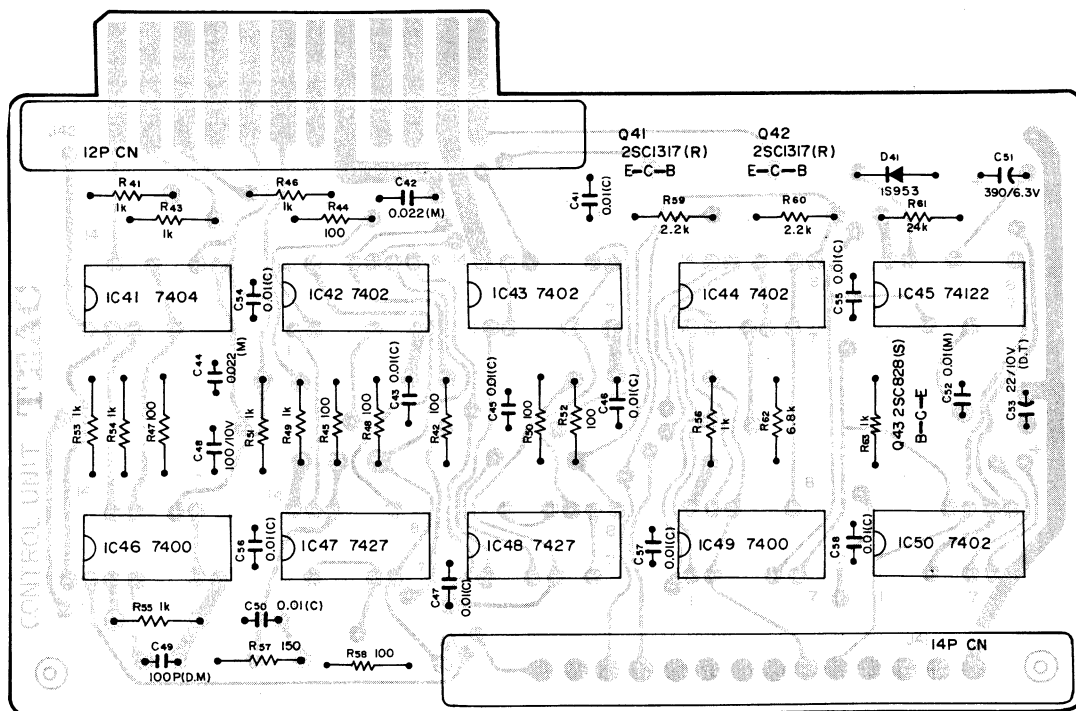 12P CN
Q41
2SC1317(R)
E-C-B
Q42
2SC1317(R)
E-C-B
D41
1S953
C51
390/6.3V
R41
1k
R43
1k
R46
1k
R44
100
C42
0.022(M)
C41
0.01(C)
R59
2.2k
R60
2.2k
R61
24k
IC41 7404
C54
0.01(C)
IC42 7402
IC43 7402
IC44 7402
C55 0.01(C)
IC45 74122
R53 1k
R54 1k
R47 100
C44
0.022
(M)
C48
100/10V
R51
1k
R49 1k
R45 100
R48 100
C43 0.01(C)
R42 100
C45 0.01(C)
R50 100
R52
100
C46
0.01(C)
R56
1k
R62
6.8k
R63 1k
Q43 2SC828(S)
B-C-E
C52 0.01(M)
C53 22/10V
(D.T)
CONTROL UNIT
IC46 7400
C56
0.01(C)
IC47 7427
IC48 7427
C57
0.01(C)
IC49 7400
C58
0.01(C)
IC50 7402
C47
0.01(C)
7
R55 1k
C50 0.01(C)
C49
100P(D.M)
R57 150
R58 100
14P CN